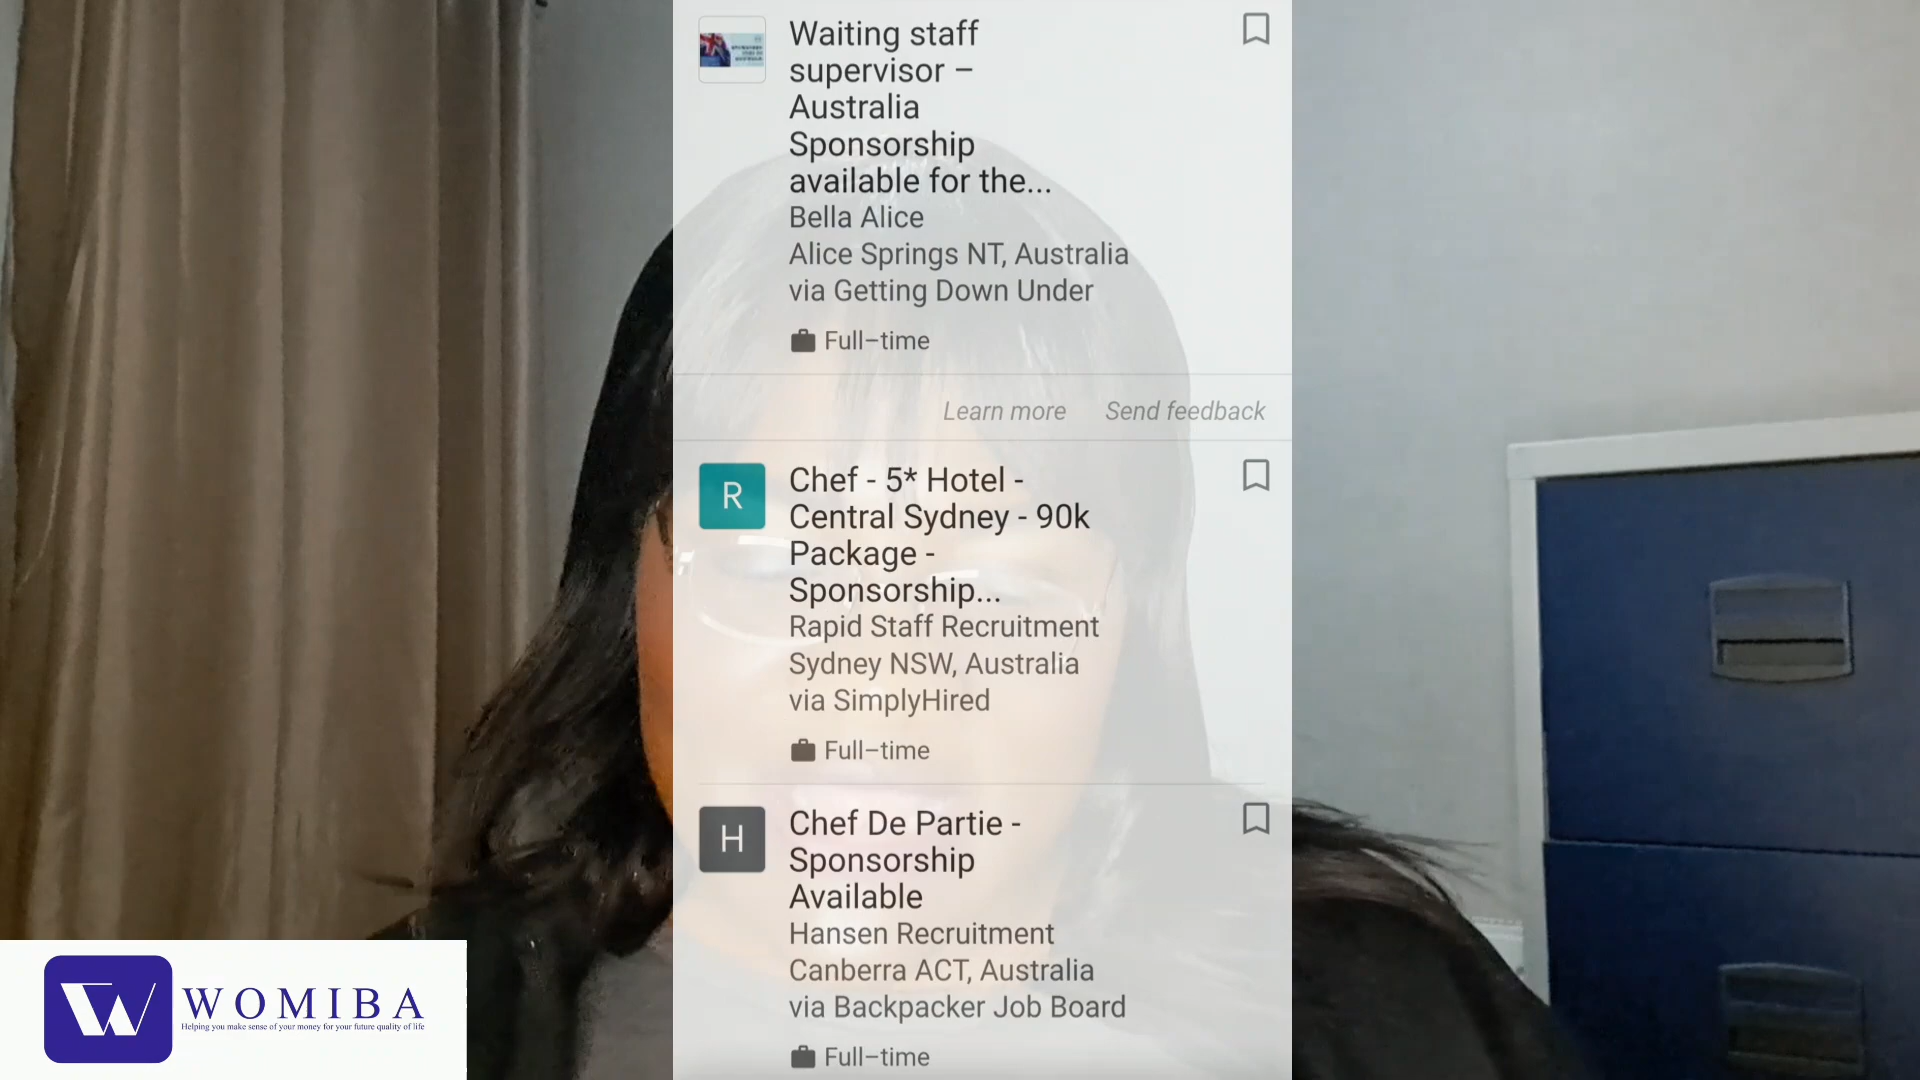 Waiting staff
supervisor –
Australia
Sponsorship
available for the...
Bella Alice
Alice Springs NT, Australia
via Getting Down Under
Full–time
Learn more Send feedback
R
Chef - 5* Hotel -
Central Sydney - 90k
Package -
Sponsorship...
Rapid Staff Recruitment
Sydney NSW, Australia
via SimplyHired
Full–time
H
Chef De Partie -
Sponsorship
Available
Hansen Recruitment
Canberra ACT, Australia
via Backpacker Job Board
Full–time
W
WOMIBA
Helping you make sense of your money for your future quality of life